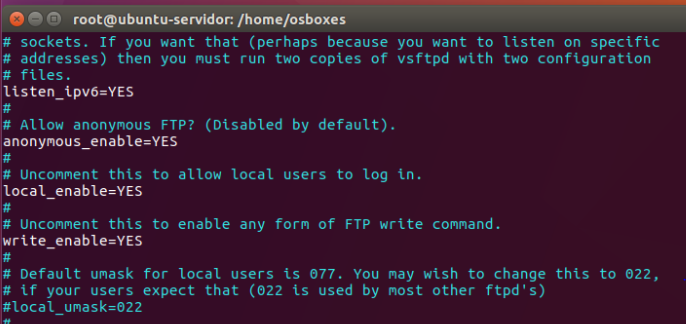 root@ubuntu-servidor: /home/osboxes
# sockets. If you want that (perhaps because you want to listen on specific
# addresses) then you must run two copies of vsftpd with two configuration
# files.
listen_ipv6=YES
#
# Allow anonymous FTP? (Disabled by default).
anonymous_enable=YES
#
# Uncomment this to allow local users to log in.
local_enable=YES
#
# Uncomment this to enable any form of FTP write command.
write_enable=YES
#
# Default umask for local users is 077. You may wish to change this to 022,
# if your users expect that (022 is used by most other ftpd's)
#local_umask=022
#